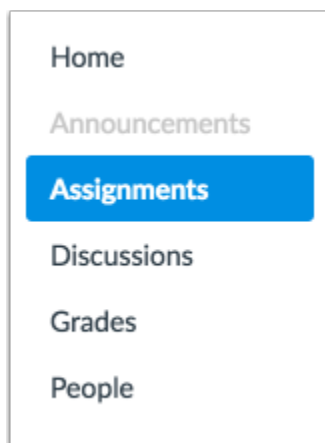 Home
Announcements
Assignments
Discussions
Grades
People